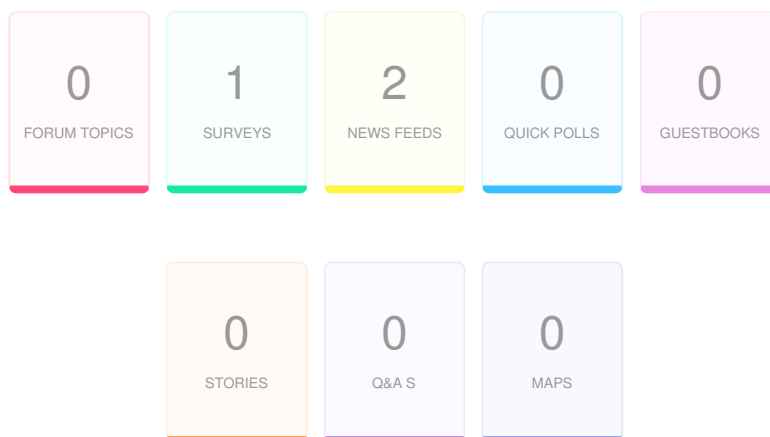 0 1 2 0 0
FORUM TOPICS SURVEYS NEWS FEEDS QUICK POLLS GUESTBOOKS
0 0 0
STORIES Q&A S MAPS